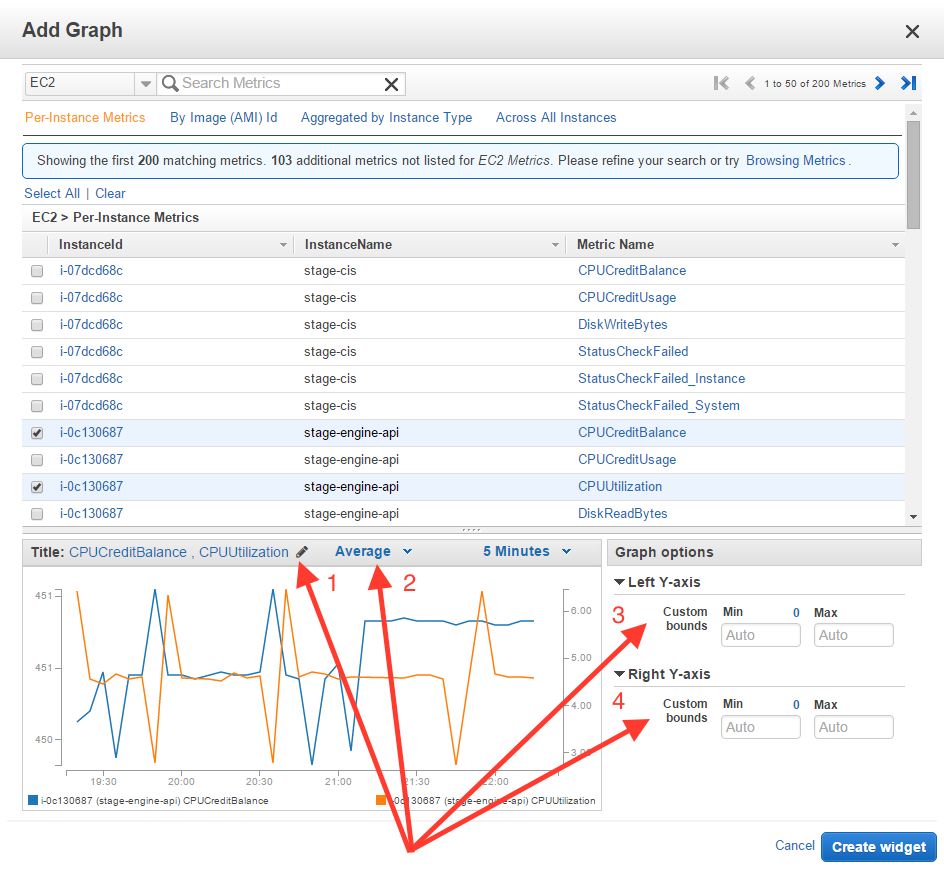 Add Graph
EC2 Search Metrics 1 to 50 of 200 Metrics
Per-Instance Metrics By Image (AMI) Id Aggregated by Instance Type Across All Instances
Showing the first 200 matching metrics. 103 additional metrics not listed for EC2 Metrics. Please refine your search or try Browsing Metrics .
Select All | Clear
EC2 > Per-Instance Metrics
InstanceId InstanceName Metric Name
i-07dcd68c stage-cis CPUCreditBalance
i-07dcd68c stage-cis CPUCreditUsage
i-07dcd68c stage-cis DiskWriteBytes
i-07dcd68c stage-cis StatusCheckFailed
i-07dcd68c stage-cis StatusCheckFailed_Instance
i-07dcd68c stage-cis StatusCheckFailed_System
i-0c130687 stage-engine-api CPUCreditBalance
i-0c130687 stage-engine-api CPUCreditUsage
i-0c130687 stage-engine-api CPUUtilization
i-0c130687 stage-engine-api DiskReadBytes
Title: CPUCreditBalance , CPUUtilization Average 5 Minutes
1 2
451 6.00
451 5.00
4.00
450 3.00
19:30 20:00 20:30 21:00 21:30 22:00
i-0c130687 (stage-engine-api) CPUCreditBalance i-0c130687 (stage-engine-api) CPUUtilization
Graph options
Left Y-axis
3 Custom bounds Min 0 Max
Auto Auto
Right Y-axis
4 Custom bounds Min 0 Max
Auto Auto
Cancel Create widget